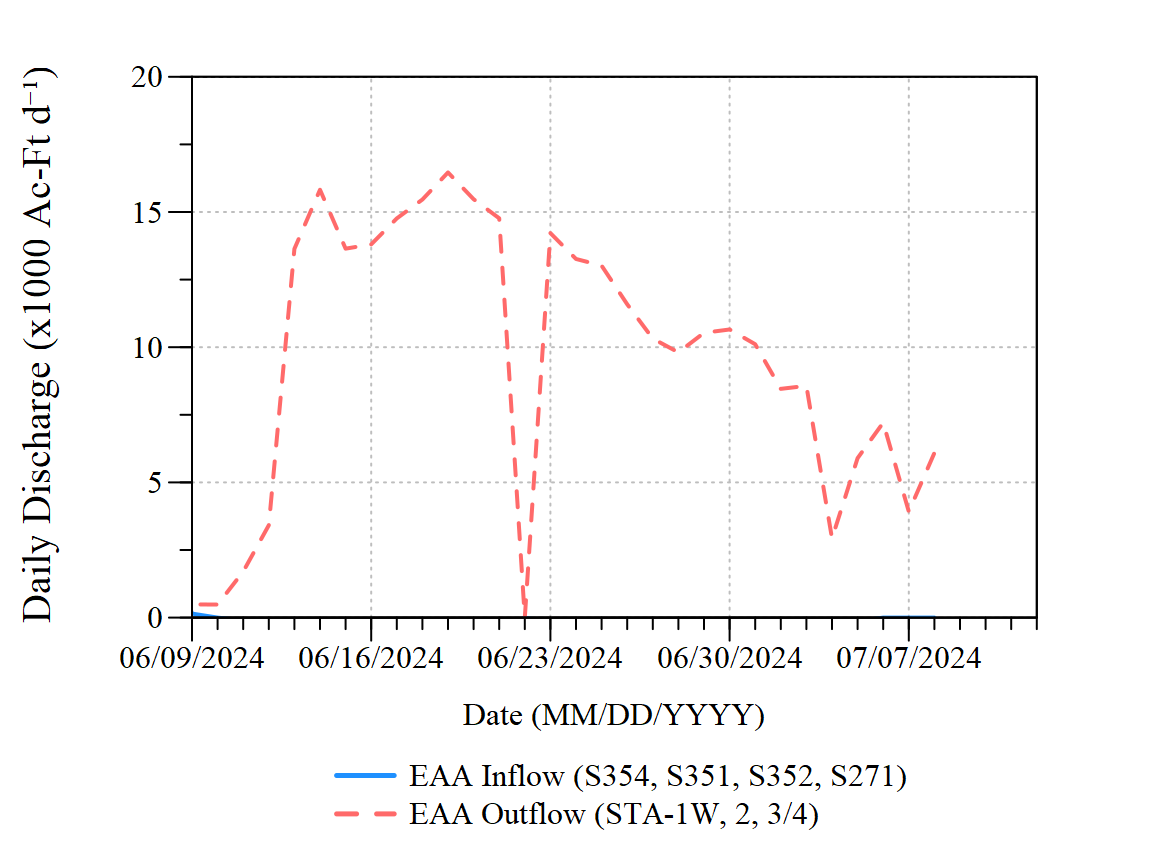 Daily Discharge (x1000 Ac-Ft d⁻¹)
20
15
10
5
0
06/09/2024 06/16/2024 06/23/2024 06/30/2024 07/07/2024
Date (MM/DD/YYYY)
EAA Inflow (S354, S351, S352, S271)
EAA Outflow (STA-1W, 2, 3/4)